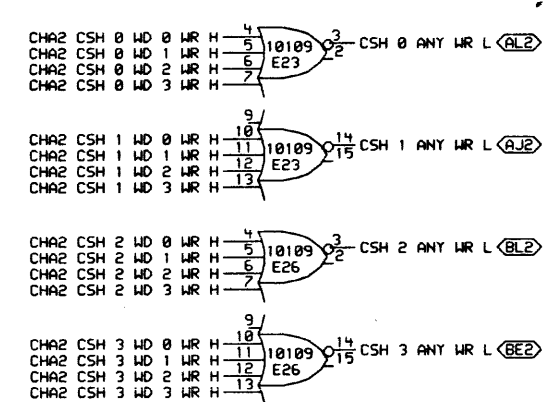 4
CHA2 CSH 0 WD 0 WR H
5
CHA2 CSH 0 WD 1 WR H
6
CHA2 CSH 0 WD 2 WR H
7
CHA2 CSH 0 WD 3 WR H
10109
E23
3
2
CSH 0 ANY WR L AL2
9
10
CHA2 CSH 1 WD 0 WR H
11
CHA2 CSH 1 WD 1 WR H
12
CHA2 CSH 1 WD 2 WR H
13
CHA2 CSH 1 WD 3 WR H
10109
E23
14
15
CSH 1 ANY WR L AJ2
4
CHA2 CSH 2 WD 0 WR H
5
CHA2 CSH 2 WD 1 WR H
6
CHA2 CSH 2 WD 2 WR H
7
CHA2 CSH 2 WD 3 WR H
10109
E26
3
2
CSH 2 ANY WR L BL2
9
10
CHA2 CSH 3 WD 0 WR H
11
CHA2 CSH 3 WD 1 WR H
12
CHA2 CSH 3 WD 2 WR H
13
CHA2 CSH 3 WD 3 WR H
10109
E26
14
15
CSH 3 ANY WR L BE2